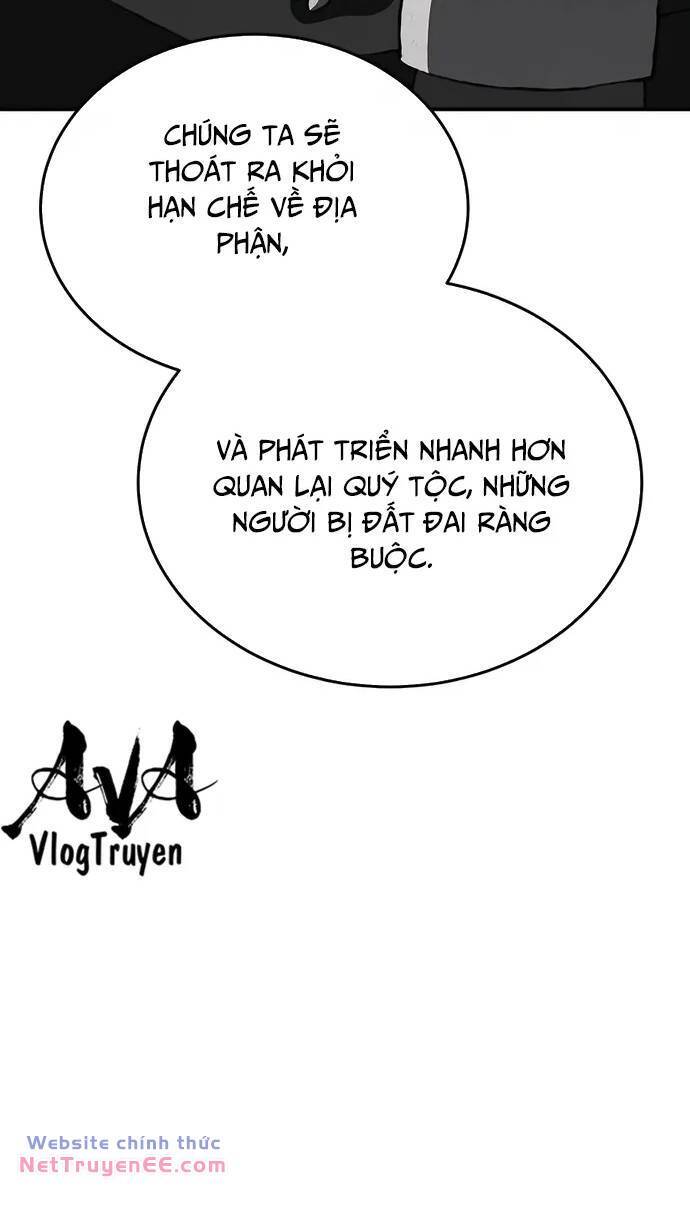 CHÚNG TA SẼ
THOÁT RA KHỎI
HẠN CHẾ VỀ ĐỊA
PHẬN,
VÀ PHÁT TRIỂN NHANH HƠN
QUAN LẠI QUÝ TỘC, NHỮNG
NGƯỜI BỊ ĐẤT ĐAI RÀNG
BUỘC.
AVA
VlogTruyen
Website chính thức
NetTruyenEE.com